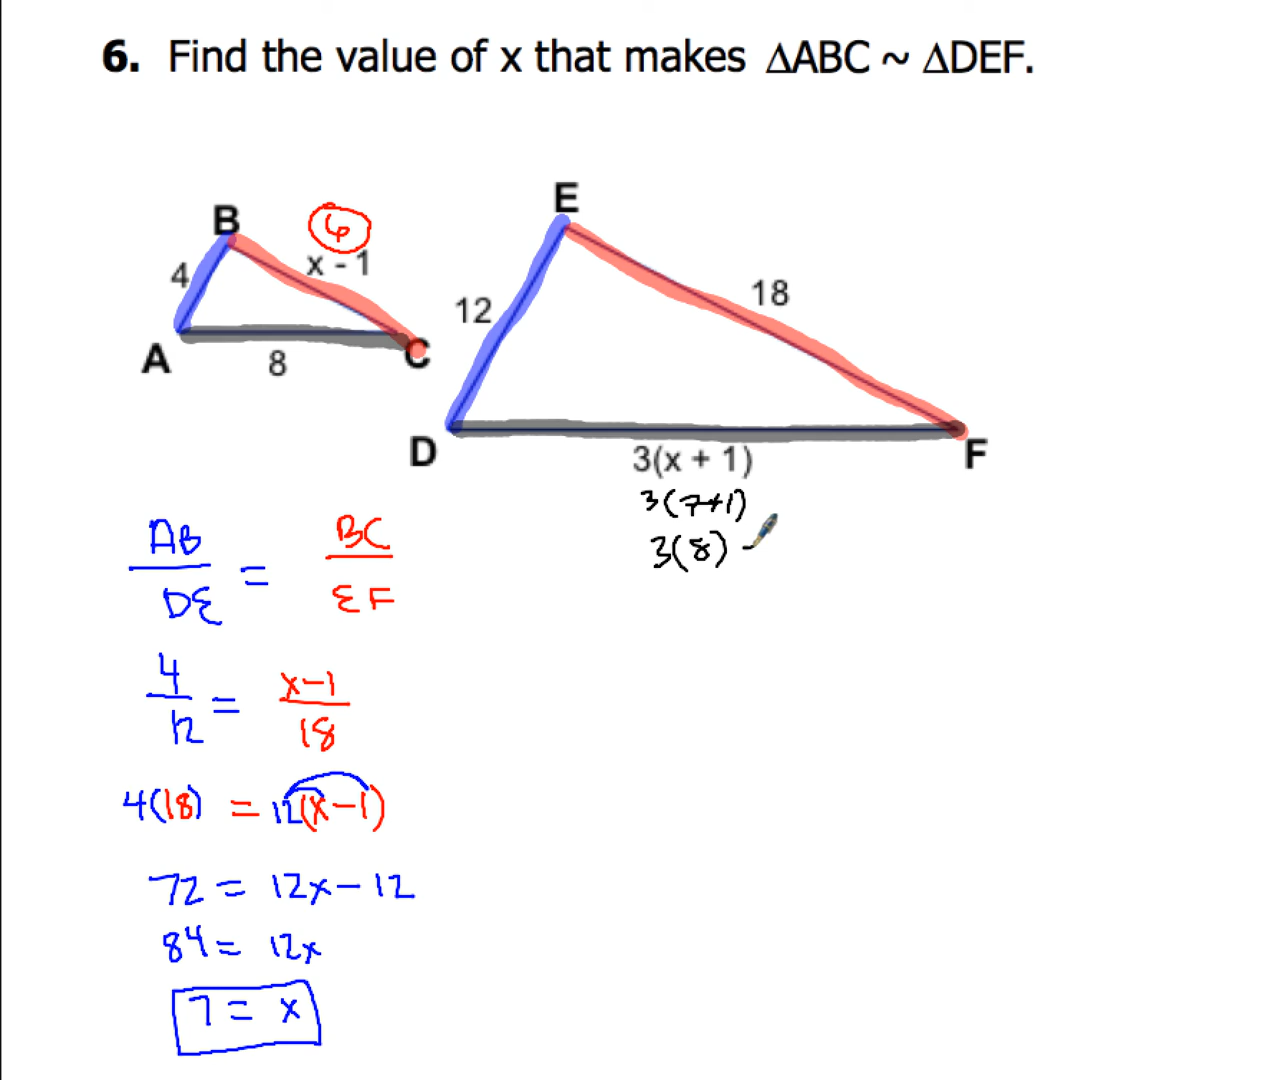 6. Find the value of x that makes ΔABC ~ ΔDEF.
E
B
6
x - 1
4
18
12
A
8
C
D
3(x + 1)
F
3(7+1)
3(8) -
AB
DE
=
BC
EF
4
12
=
x-1
18
4(18) = 12(x-1)
72 = 12x - 12
84 = 12x
7 = x